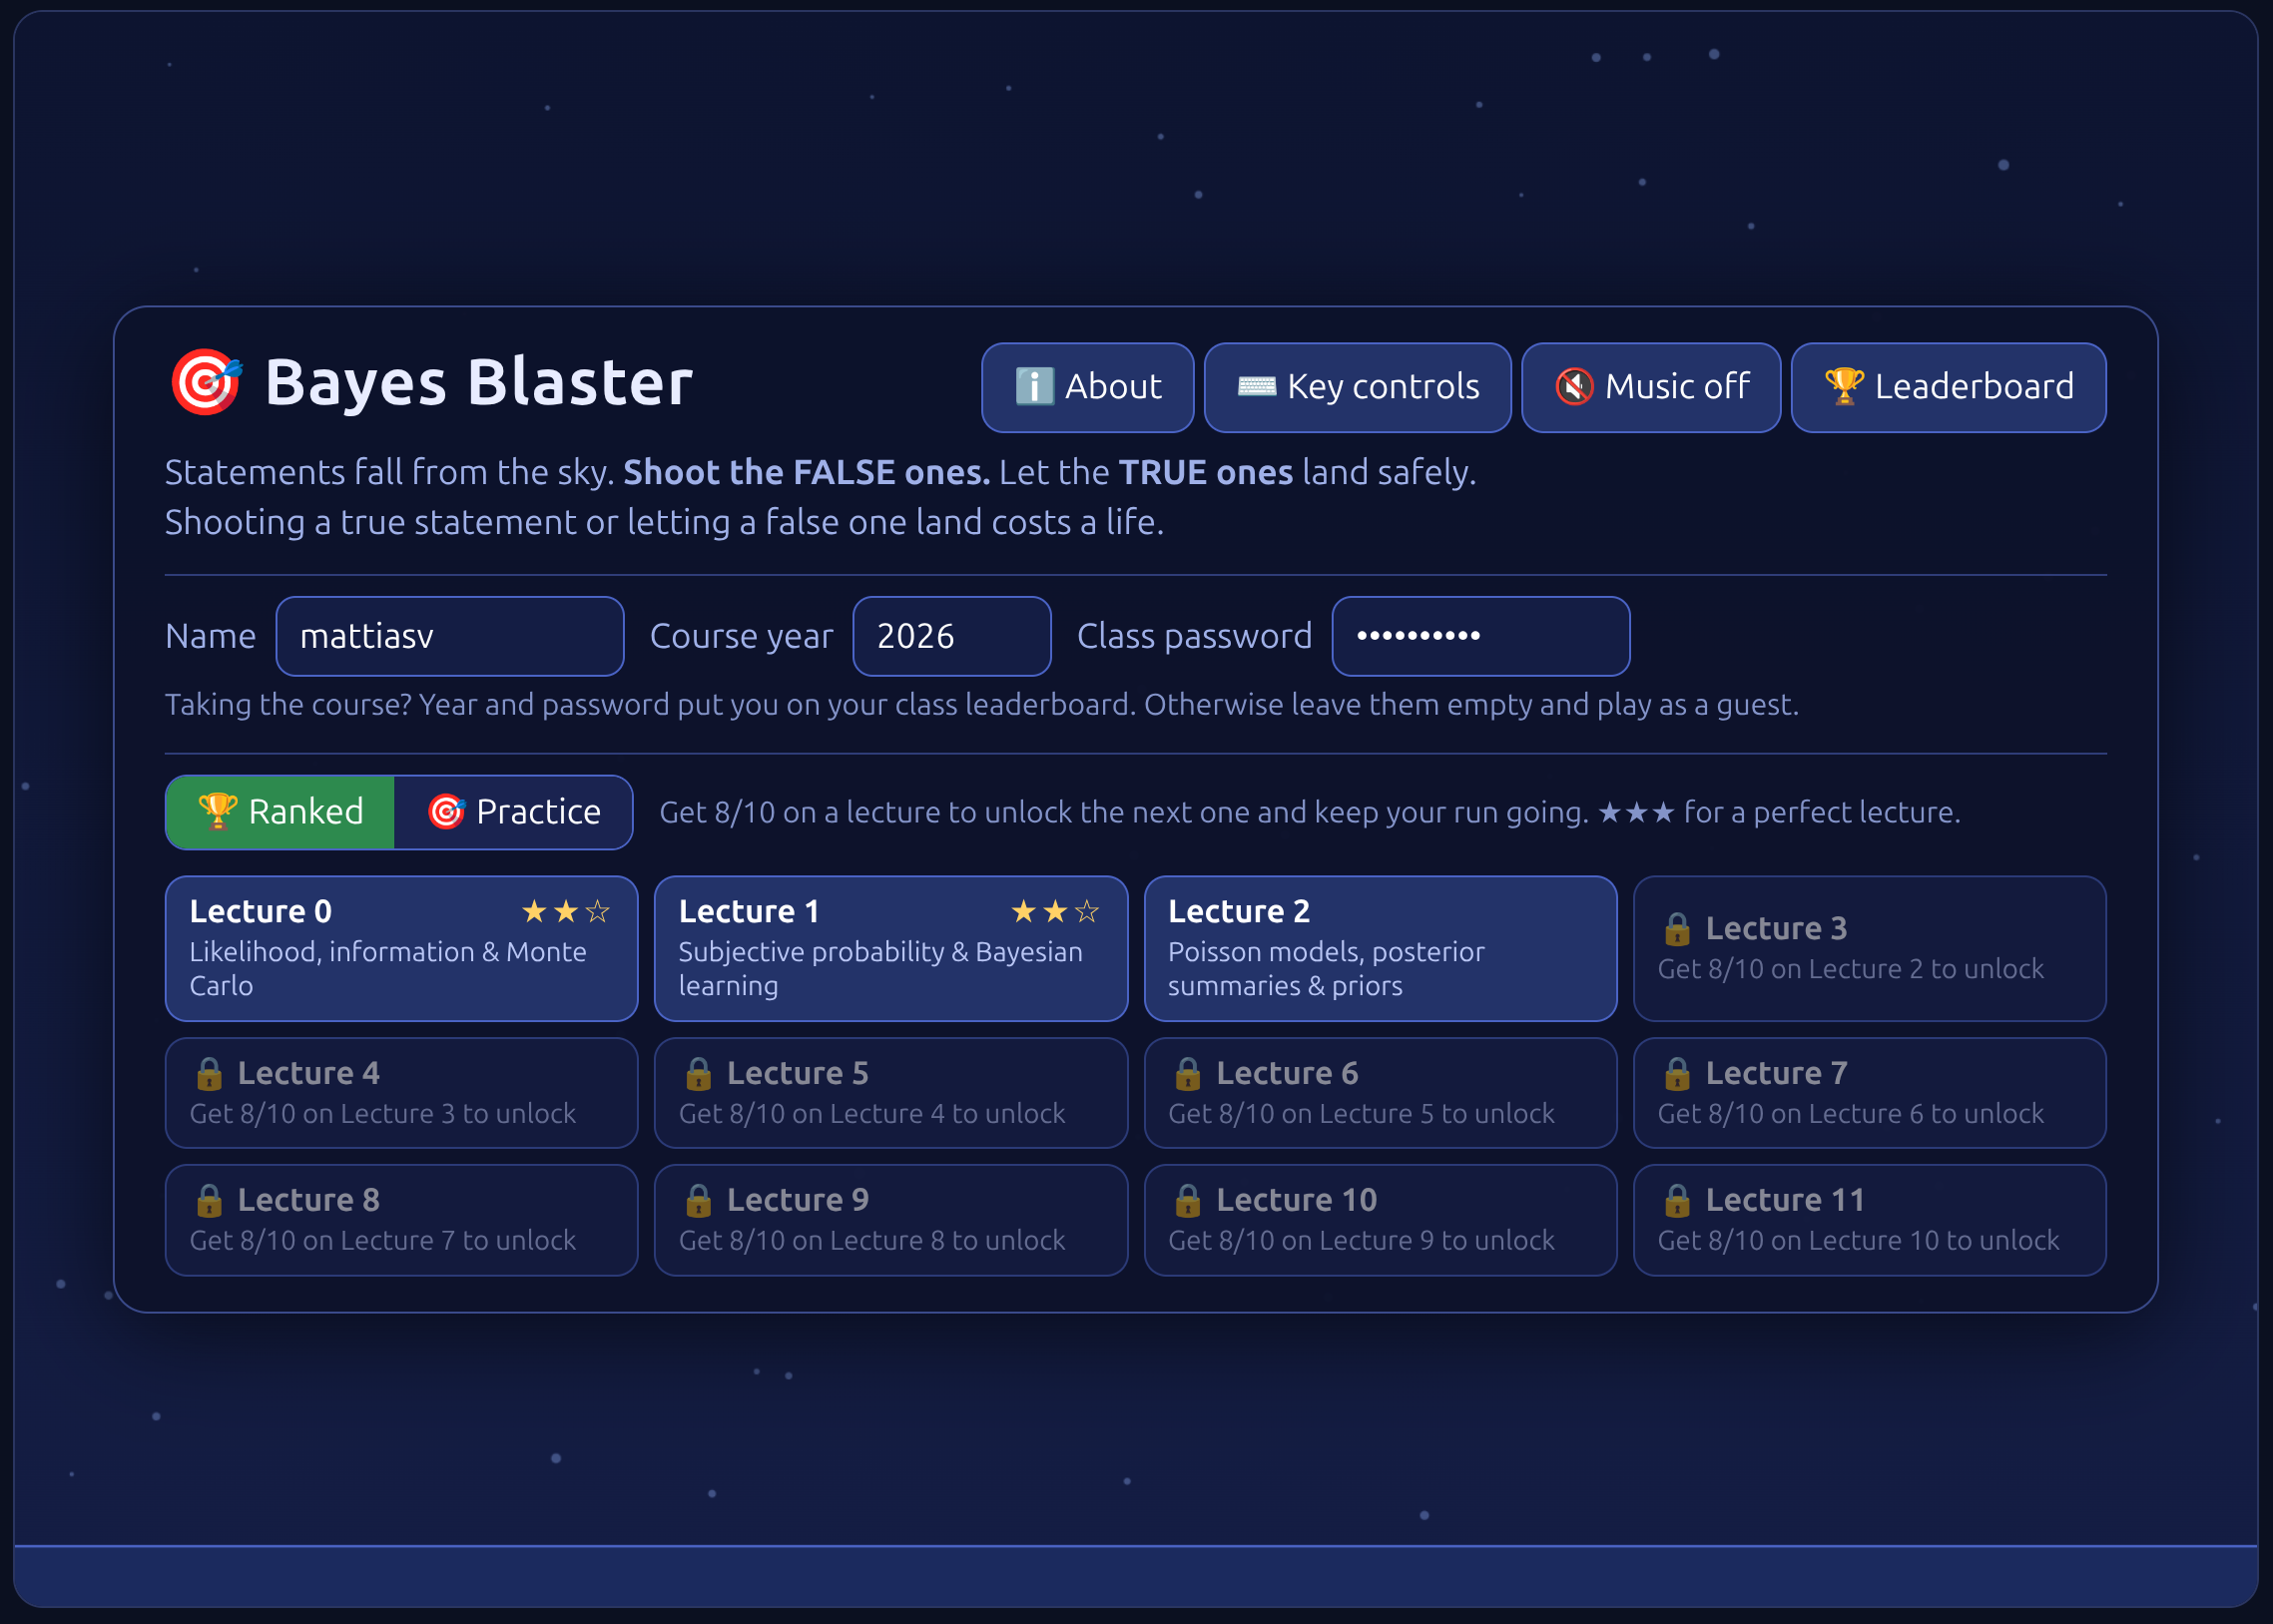 🎯 Bayes Blaster
ℹ️ About
⌨️ Key controls
🔇 Music off
🏆 Leaderboard
Statements fall from the sky. Shoot the FALSE ones. Let the TRUE ones land safely.
Shooting a true statement or letting a false one land costs a life.
Name mattiasv Course year 2026 Class password ••••••••••
Taking the course? Year and password put you on your class leaderboard. Otherwise leave them empty and play as a guest.
🏆 Ranked 🎯 Practice Get 8/10 on a lecture to unlock the next one and keep your run going. ★★★ for a perfect lecture.
Lecture 0 ★★☆
Likelihood, information & Monte
Carlo
Lecture 1 ★★☆
Subjective probability & Bayesian
learning
Lecture 2
Poisson models, posterior
summaries & priors
🔒 Lecture 3
Get 8/10 on Lecture 2 to unlock
🔒 Lecture 4
Get 8/10 on Lecture 3 to unlock
🔒 Lecture 5
Get 8/10 on Lecture 4 to unlock
🔒 Lecture 6
Get 8/10 on Lecture 5 to unlock
🔒 Lecture 7
Get 8/10 on Lecture 6 to unlock
🔒 Lecture 8
Get 8/10 on Lecture 7 to unlock
🔒 Lecture 9
Get 8/10 on Lecture 8 to unlock
🔒 Lecture 10
Get 8/10 on Lecture 9 to unlock
🔒 Lecture 11
Get 8/10 on Lecture 10 to unlock